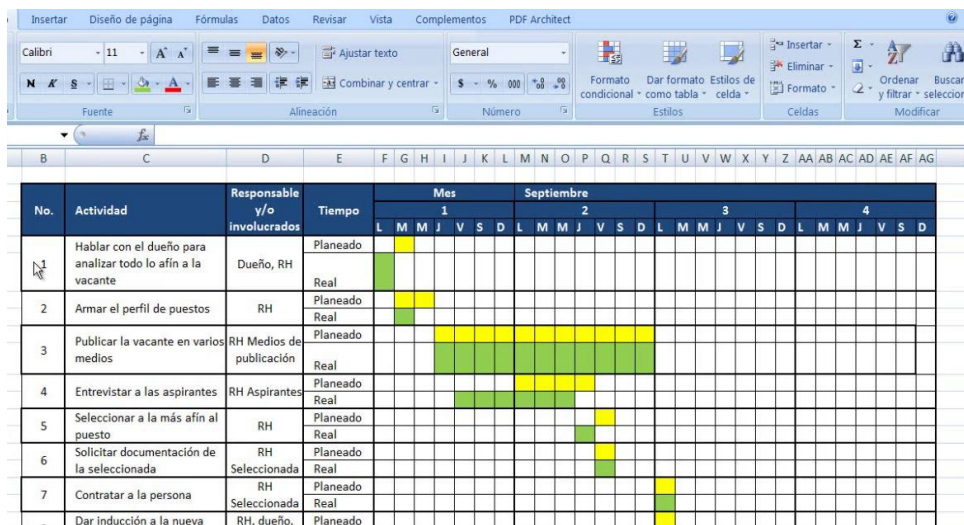 Insertar Diseño de página Fórmulas Datos Revisar Vista Complementos PDF Architect
Calibri 11 A A Ajustar texto General Insertar Σ
N K S A Combinar y centrar $ % 000 Formato condicional Dar formato como tabla Estilos de celda Eliminar Formato Ordenar y filtrar Buscar seleccion
Fuente Alineación Número Estilos Celdas Modificar
fx
B C D E F G H I J K L M N O P Q R S T U V W X Y Z AA AB AC AD AE AF AG
No. Actividad Responsable y/o involucrados Tiempo Mes Septiembre
1 2 3 4
L M M J V S D L M M J V S D L M M J V S D L M M J V S D
1 Hablar con el dueño para analizar todo lo afín a la vacante Dueño, RH Planeado
Real
2 Armar el perfil de puestos RH Planeado
Real
3 Publicar la vacante en varios medios RH Medios de publicación Planeado
Real
4 Entrevistar a las aspirantes RH Aspirantes Planeado
Real
5 Seleccionar a la más afín al puesto RH Planeado
Real
6 Solicitar documentación de la seleccionada RH Seleccionada Planeado
Real
7 Contratar a la persona RH Seleccionada Planeado
Real
Dar inducción a la nueva RH, dueño, Planeado